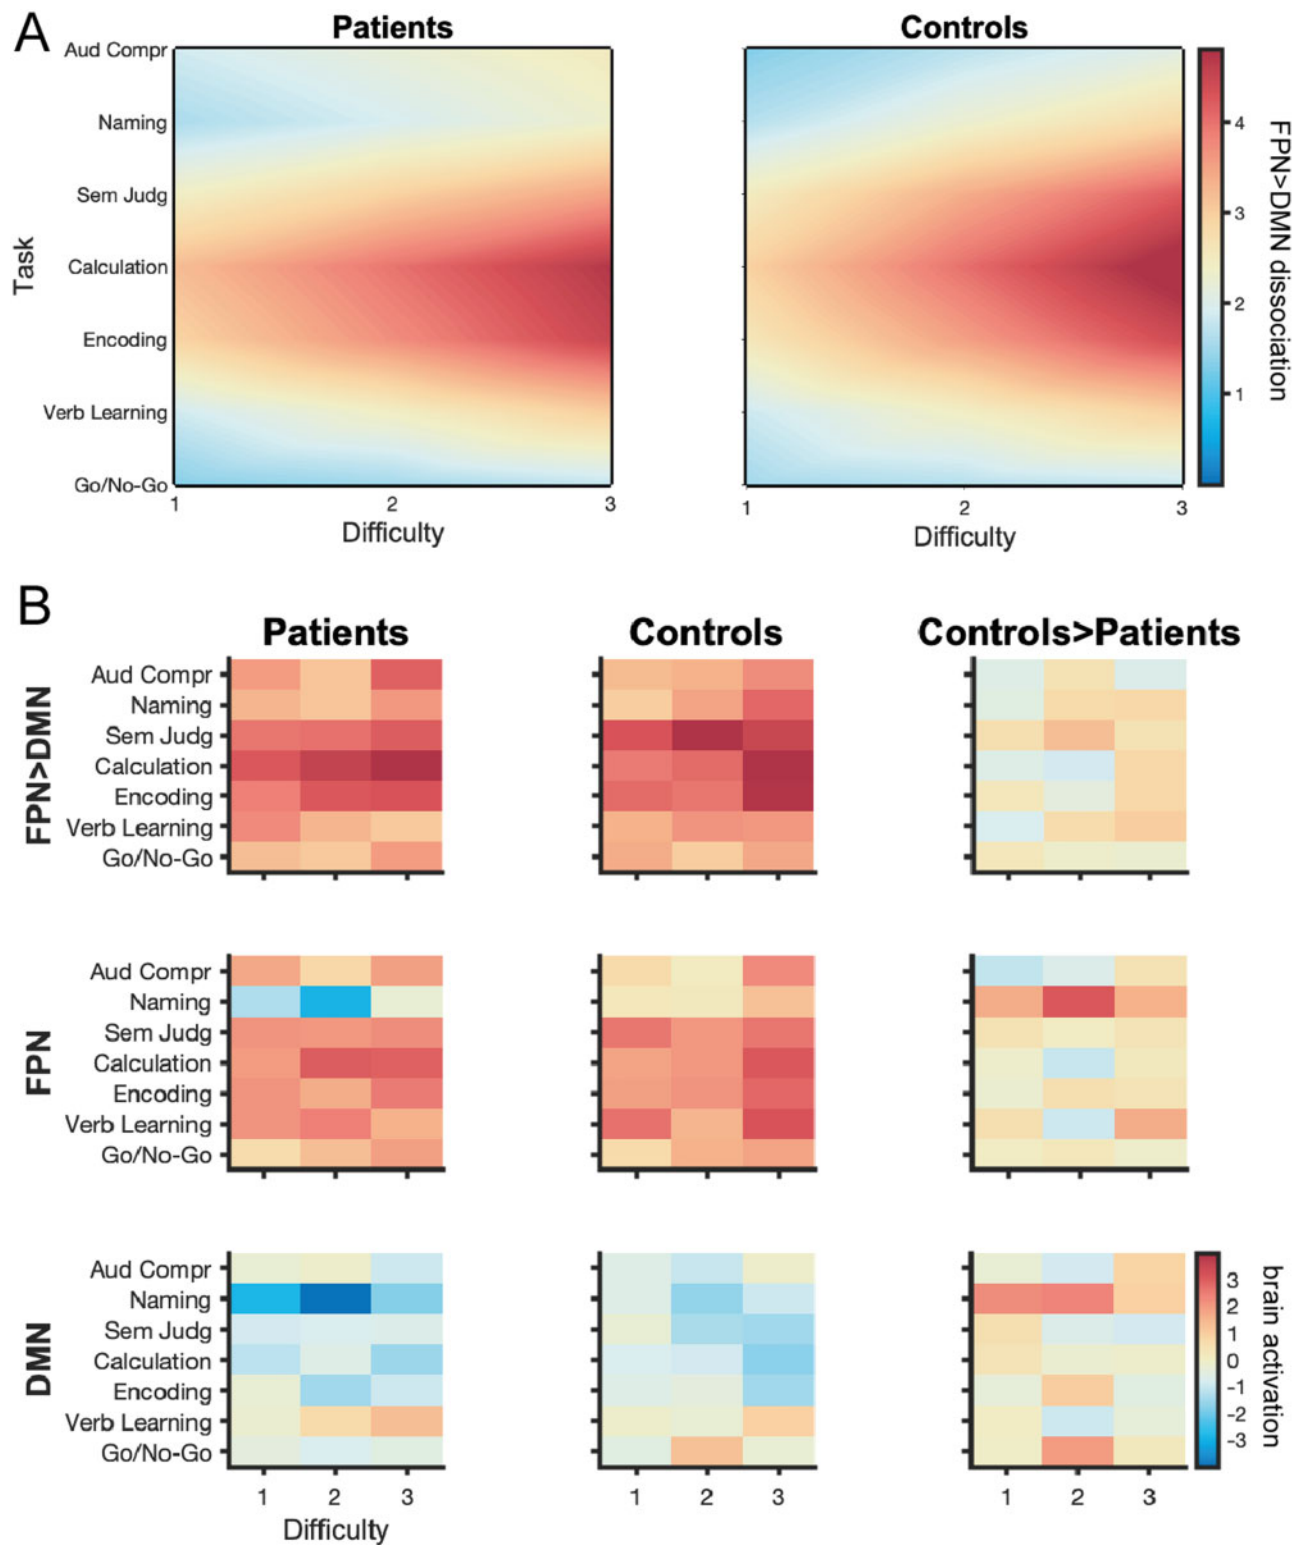 A
Patients
Controls
Aud Compr
Naming
Sem Judg
Calculation
Encoding
Verb Learning
Go/No-Go
Task
1
2
3
Difficulty
1
2
3
Difficulty
4
3
2
1
FPN>DMN dissociation
B
Patients
Controls
Controls>Patients
FPN>DMN
Aud Compr
Naming
Sem Judg
Calculation
Encoding
Verb Learning
Go/No-Go
FPN
Aud Compr
Naming
Sem Judg
Calculation
Encoding
Verb Learning
Go/No-Go
DMN
Aud Compr
Naming
Sem Judg
Calculation
Encoding
Verb Learning
Go/No-Go
1 2 3
Difficulty
1 2 3
1 2 3
3
2
1
0
-1
-2
-3
brain activation